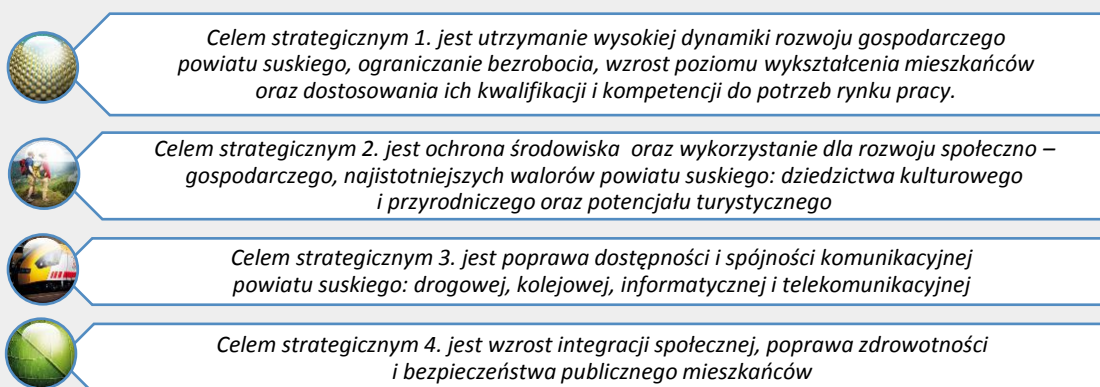 Celem strategicznym 1. jest utrzymanie wysokiej dynamiki rozwoju gospodarczego
powiatu suskiego, ograniczanie bezrobocia, wzrost poziomu wykształcenia mieszkańców
oraz dostosowania ich kwalifikacji i kompetencji do potrzeb rynku pracy.
Celem strategicznym 2. jest ochrona środowiska oraz wykorzystanie dla rozwoju społeczno –
gospodarczego, najistotniejszych walorów powiatu suskiego: dziedzictwa kulturowego
i przyrodniczego oraz potencjału turystycznego
Celem strategicznym 3. jest poprawa dostępności i spójności komunikacyjnej
powiatu suskiego: drogowej, kolejowej, informatycznej i telekomunikacyjnej
Celem strategicznym 4. jest wzrost integracji społecznej, poprawa zdrowotności
i bezpieczeństwa publicznego mieszkańców